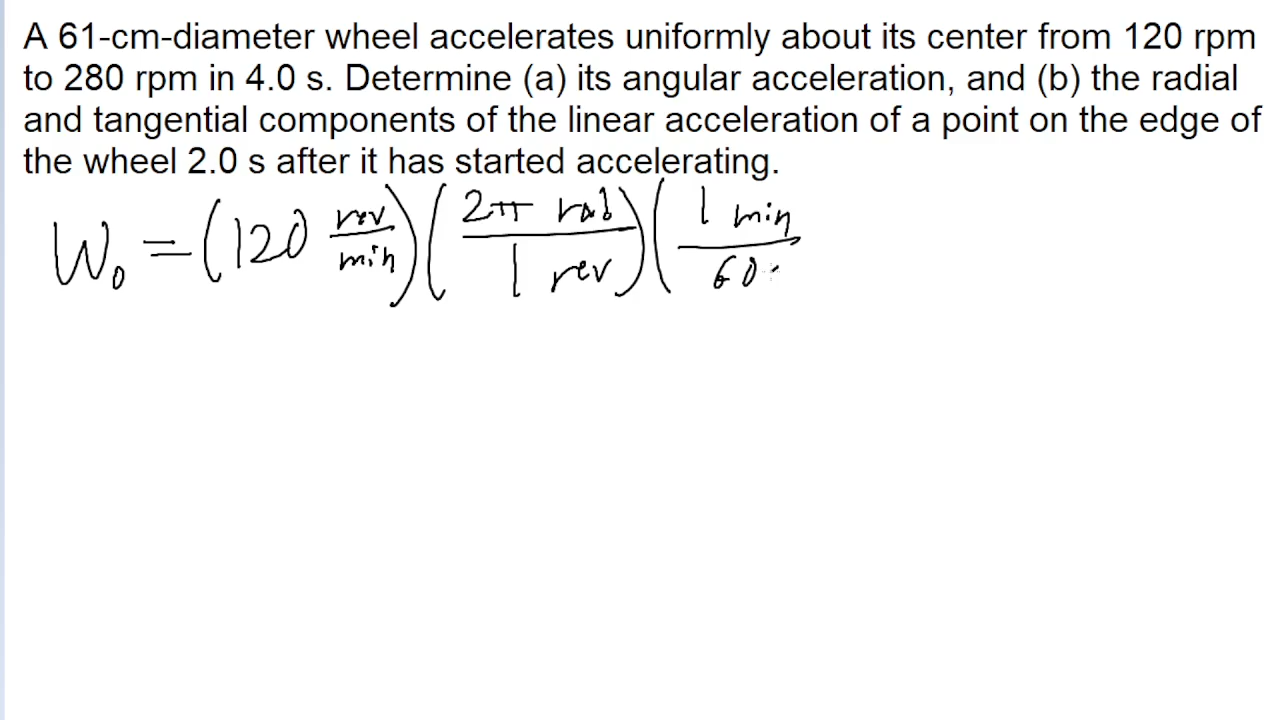 A 61-cm-diameter wheel accelerates uniformly about its center from 120 rpm
to 280 rpm in 4.0 s. Determine (a) its angular acceleration, and (b) the radial
and tangential components of the linear acceleration of a point on the edge of
the wheel 2.0 s after it has started accelerating.
W₀ = (120 rev/min)(2π rad/1 rev)(1 min/60